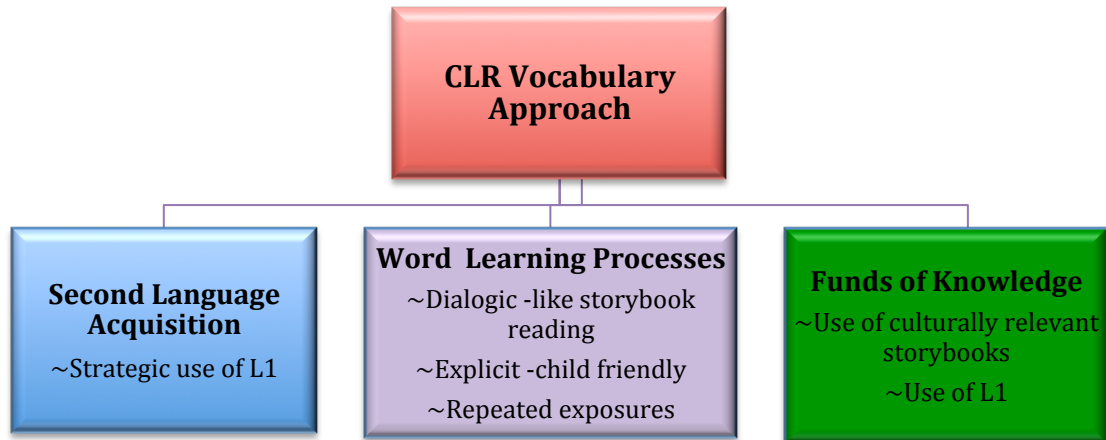 CLR Vocabulary
Approach
Second Language
Acquisition
~Strategic use of L1
Word  Learning Processes
~Dialogic -like storybook
reading
~Explicit -child friendly
~Repeated exposures
Funds of Knowledge
~Use of culturally relevant
storybooks
~Use of L1